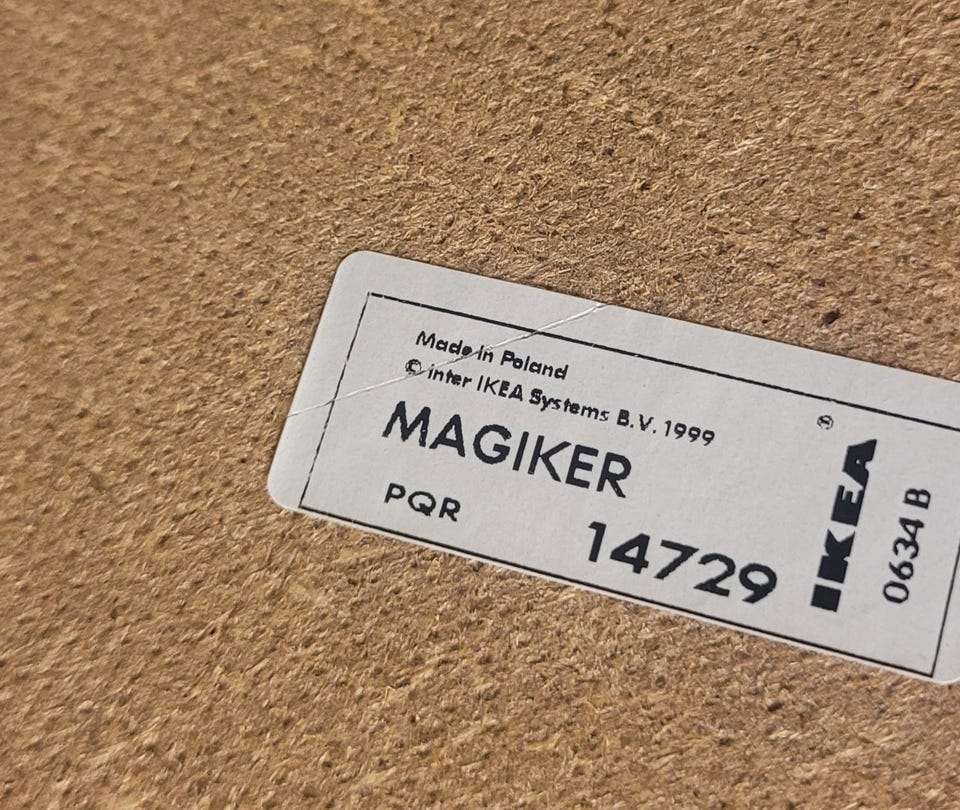 Made in Poland
© Inter IKEA Systems B.V. 1999
MAGIKER
PQR
14729
®
IKEA
0634 B